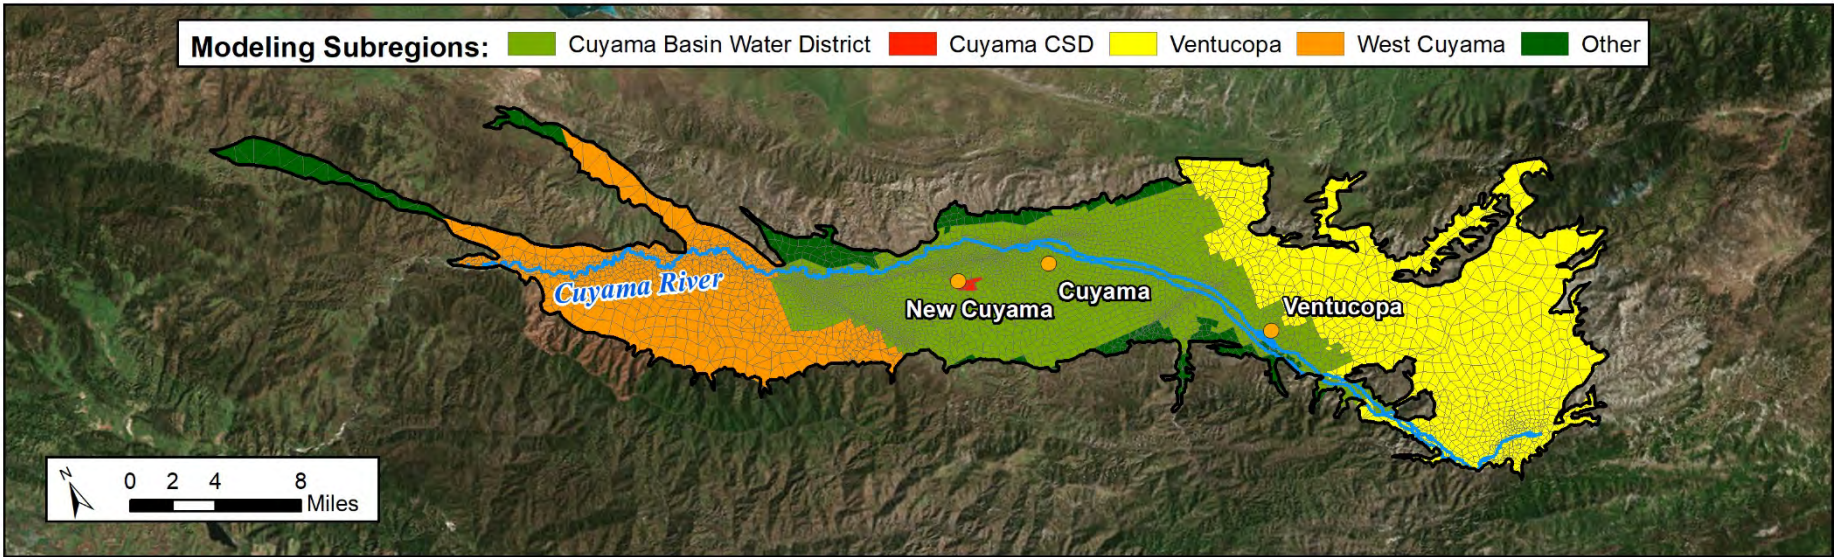 Modeling Subregions: Cuyama Basin Water District Cuyama CSD Ventucopa West Cuyama Other
Cuyama River
New Cuyama
Cuyama
Ventucopa
N
0 2 4 8
Miles